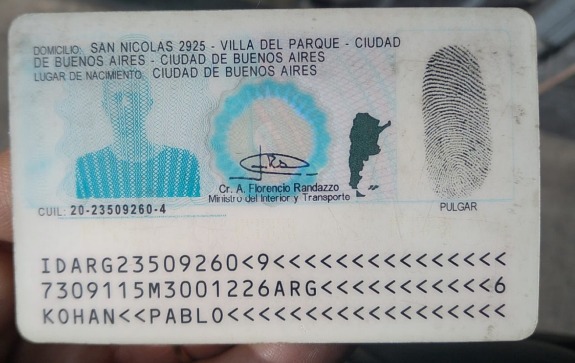 DOMICILIO: SAN NICOLAS 2925 - VILLA DEL PARQUE - CIUDAD
DE BUENOS AIRES - CIUDAD DE BUENOS AIRES
LUGAR DE NACIMIENTO: CIUDAD DE BUENOS AIRES
Cr. A. Florencio Randazzo
Ministro del Interior y Transporte
CUIL: 20-23509260-4
PULGAR
IDARG23509260<9<<<<<<<<<<<<<<<
7309115M3001226ARG<<<<<<<<<<<6
KOHAN<<PABLO<<<<<<<<<<<<<<<<<<